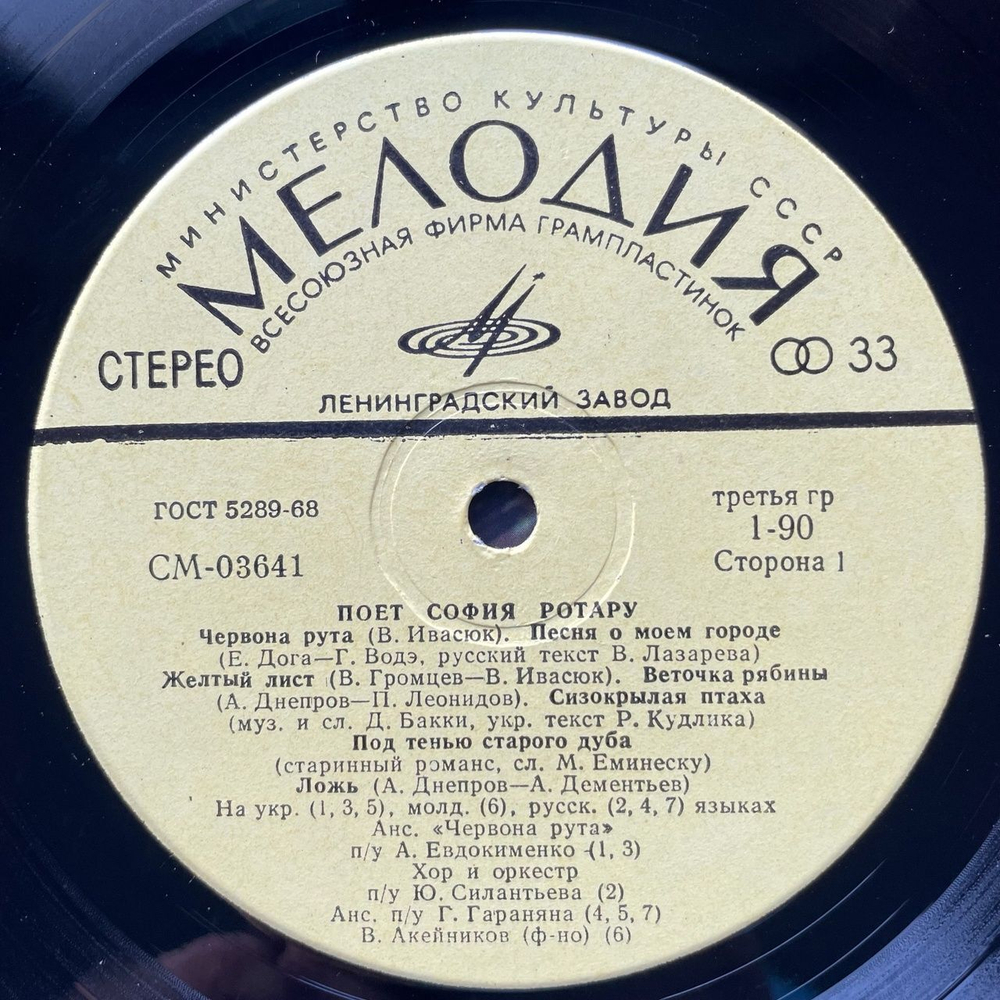 МИНИСТЕРСТВО КУЛЬТУРЫ СССР
МЕЛОДИЯ
ВСЕСОЮЗНАЯ ФИРМА ГРАМПЛАСТИНОК
СТЕРЕО
33
ЛЕНИНГРАДСКИЙ ЗАВОД
ГОСТ 5289-68
СМ-03641
третья гр
1-90
Сторона 1
ПОЕТ СОФИЯ РОТАРУ
Червона рута (В. Ивасюк). Песня о моем городе
(Е. Дога—Г. Водэ, русский текст В. Лазарева)
Желтый лист (В. Громцев—В. Ивасюк). Веточка рябины
(А. Днепров—П. Леонидов). Сизокрылая птаха
(муз. и сл. Д. Бакки, укр. текст Р. Кудлика)
Под тенью старого дуба
(старинный романс, сл. М. Еминеску)
Ложь (А. Днепров—А. Дементьев)
На укр. (1, 3, 5), молд. (6), русск. (2, 4, 7) языках
Анс. «Червона рута»
п/у А. Евдокименко (1, 3)
Хор и оркестр
п/у Ю. Силантьева (2)
Анс. п/у Г. Гараняна (4, 5, 7)
В. Акейников (ф-но) (6)